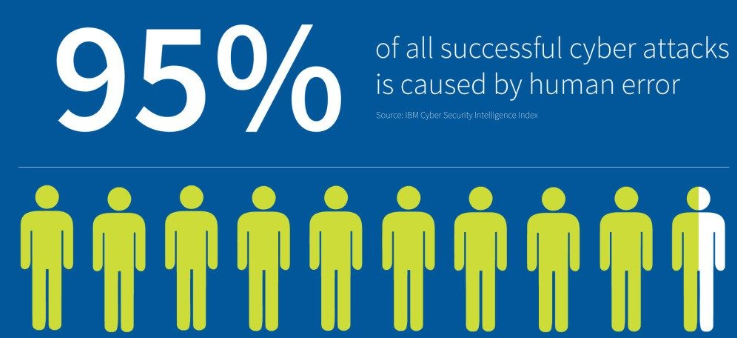 95%
of all successful cyber attacks
is caused by human error
Source: IBM Cyber Security Intelligence Index